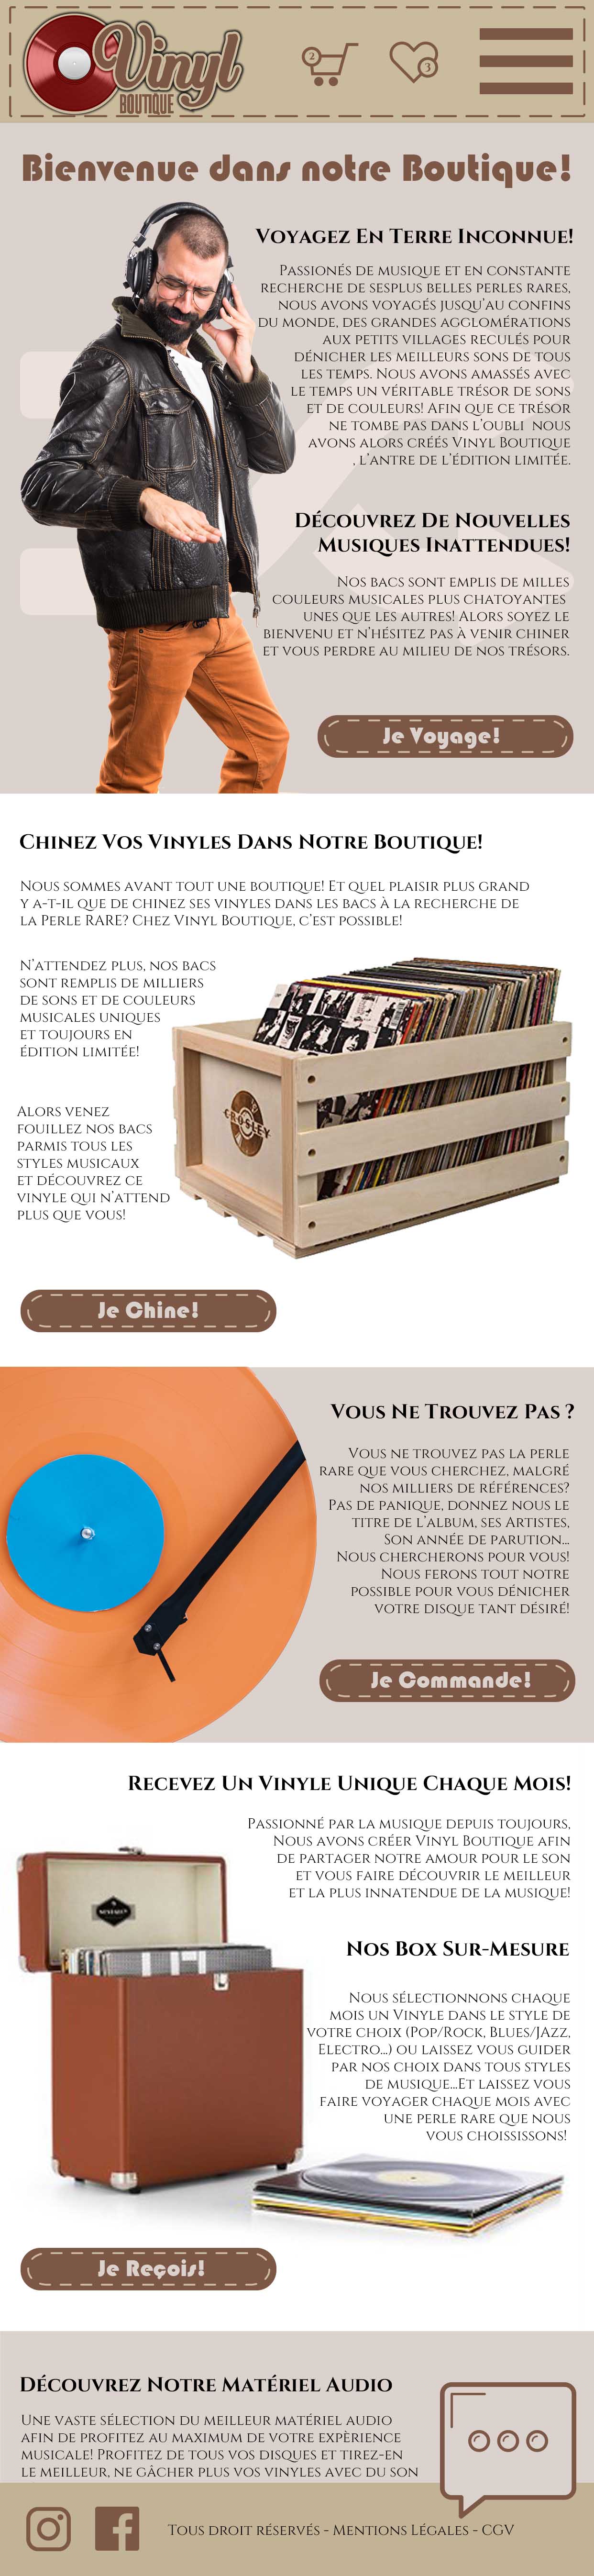 Vinyl
BOUTIQUE
2
3
Bienvenue dans notre Boutique!
Voyagez En Terre Inconnue!
Passionés de musique et en constante
recherche de sesplus belles perles rares,
nous avons voyagés jusqu'au confins
du monde, des grandes agglomérations
aux petits villages reculés pour
dénicher les meilleurs sons de tous
les temps. Nous avons amassés avec
le temps un véritable trésor de sons
et de couleurs! Afin que ce trésor
ne tombe pas dans l'oubli nous
avons alors créés Vinyl Boutique
, l'antre de l'édition limitée.
Découvrez De Nouvelles
Musiques Inattendues!
Nos bacs sont emplis de milles
couleurs musicales plus chatoyantes
unes que les autres! Alors soyez le
bienvenu et n'hésitez pas à venir chiner
et vous perdre au milieu de nos trésors.
Je Voyage!
Chinez Vos Vinyles Dans Notre Boutique!
Nous sommes avant tout une boutique! Et quel plaisir plus grand
y a-t-il que de chinez ses vinyles dans les bacs à la recherche de
la Perle RARE? Chez Vinyl Boutique, c'est possible!
N'attendez plus, nos bacs
sont remplis de milliers
de sons et de couleurs
musicales uniques
et toujours en
édition limitée!
Alors venez
fouillez nos bacs
parmis tous les
styles musicaux
et découvrez ce
vinyle qui n'attend
plus que vous!
CROSLEY
Je Chine!
Vous Ne Trouvez Pas ?
Vous ne trouvez pas la perle
rare que vous cherchez, malgré
nos milliers de références?
Pas de panique, donnez nous le
titre de l'album, ses Artistes,
Son année de parution...
Nous chercherons pour vous!
Nous ferons tout notre
possible pour vous dénicher
votre disque tant désiré!
Je Commande!
Recevez Un Vinyle Unique Chaque Mois!
Passionné par la musique depuis toujours,
Nous avons créer Vinyl Boutique afin
de partager notre amour pour le son
et vous faire découvrir le meilleur
et la plus innatendue de la musique!
Nos Box Sur-Mesure
Nous sélectionnons chaque
mois un Vinyle dans le style de
votre choix (Pop/Rock, Blues/JAzz,
Electro...) ou laissez vous guider
par nos choix dans tous styles
de musique...Et laissez vous
faire voyager chaque mois avec
une perle rare que nous
vous choississons!
Je Reçois!
Découvrez Notre Matériel Audio
Une vaste sélection du meilleur matériel audio
afin de profitez au maximum de votre expèrience
musicale! Profitez de tous vos disques et tirez-en
le meilleur, ne gâcher plus vos vinyles avec du son
Tous droit réservés - Mentions Légales - CGV